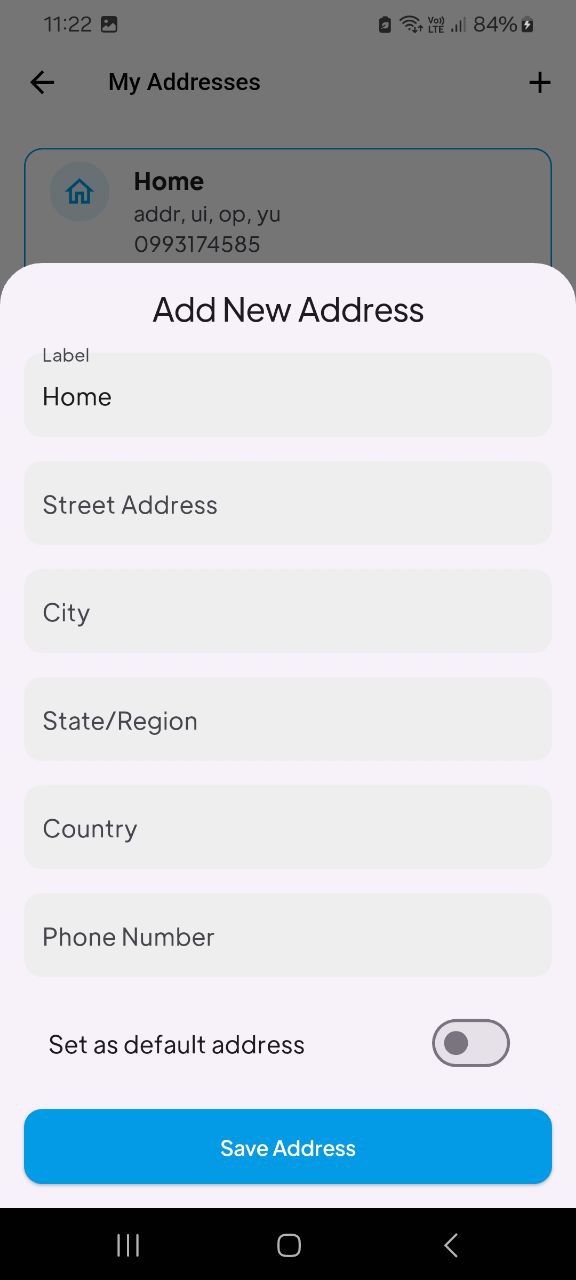 11:22 84%
Vo))
LTE
My Addresses
Home
addr, ui, op, yu
0993174585
Add New Address
Label
Home
Street Address
City
State/Region
Country
Phone Number
Set as default address
Save Address